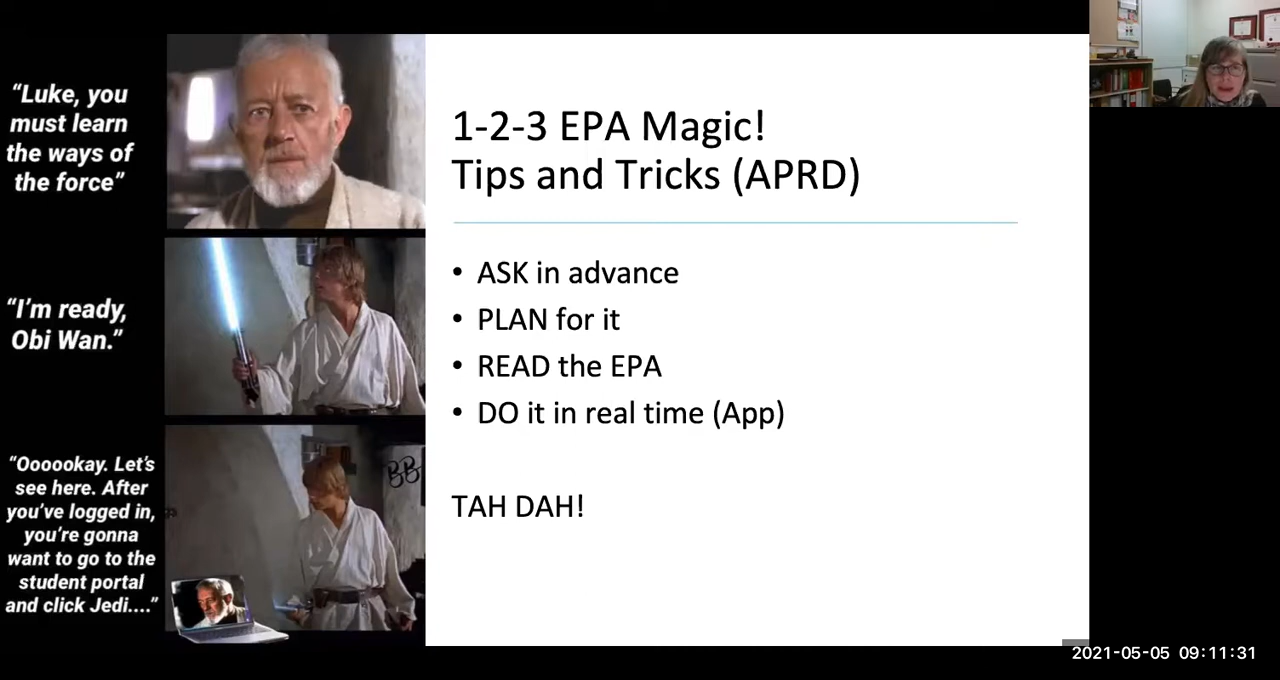 “Luke, you
must learn
the ways of
the force”
“I’m ready,
Obi Wan.”
“Ooookay. Let’s
see here. After
you’ve logged in,
you’re gonna
want to go to the
student portal
and click Jedi....”
BB
1-2-3 EPA Magic!
Tips and Tricks (APRD)
• ASK in advance
• PLAN for it
• READ the EPA
• DO it in real time (App)
TAH DAH!
2021-05-05 09:11:31